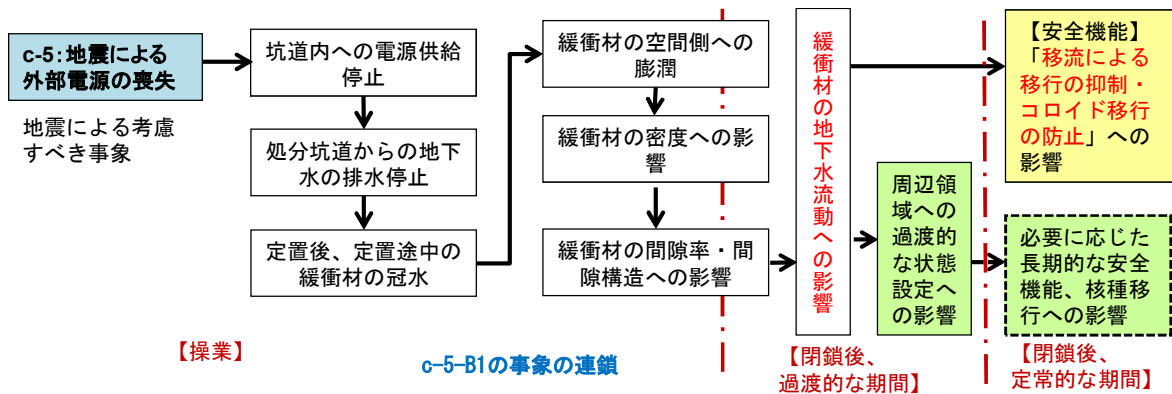 c-5:地震による
外部電源の喪失
地震による考慮
すべき事象
坑道内への電源供給
停止
処分坑道からの地下
水の排水停止
定置後、定置途中の
緩衝材の冠水
緩衝材の空間側への
膨潤
緩衝材の密度への影
響
緩衝材の間隙率・間
隙構造への影響
緩衝材の地下水流動への影響
周辺領
域への
過渡的
な状態
設定へ
の影響
【安全機能】
「移流による
移行の抑制・
コロイド移行
の防止」への
影響
必要に応じた
長期的な安全
機能、核種移
行への影響
【操業】
c-5-B1の事象の連鎖
【閉鎖後、
過渡的な期間】
【閉鎖後、
定常的な期間】